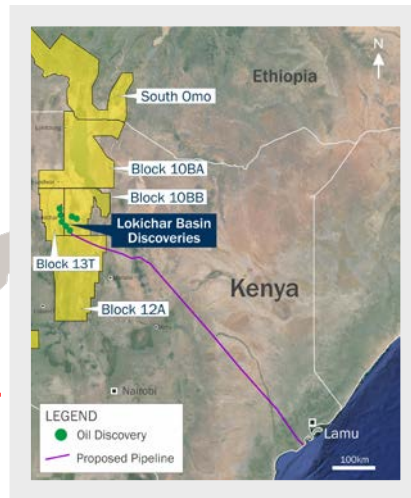 N
Ethiopia
South Omo
Block 10BA
Block 10BB
Lokichar Basin
Discoveries
Block 13T
Kenya
Block 12A
Nairobi
LEGEND
Oil Discovery
Proposed Pipeline
Lamu
100km